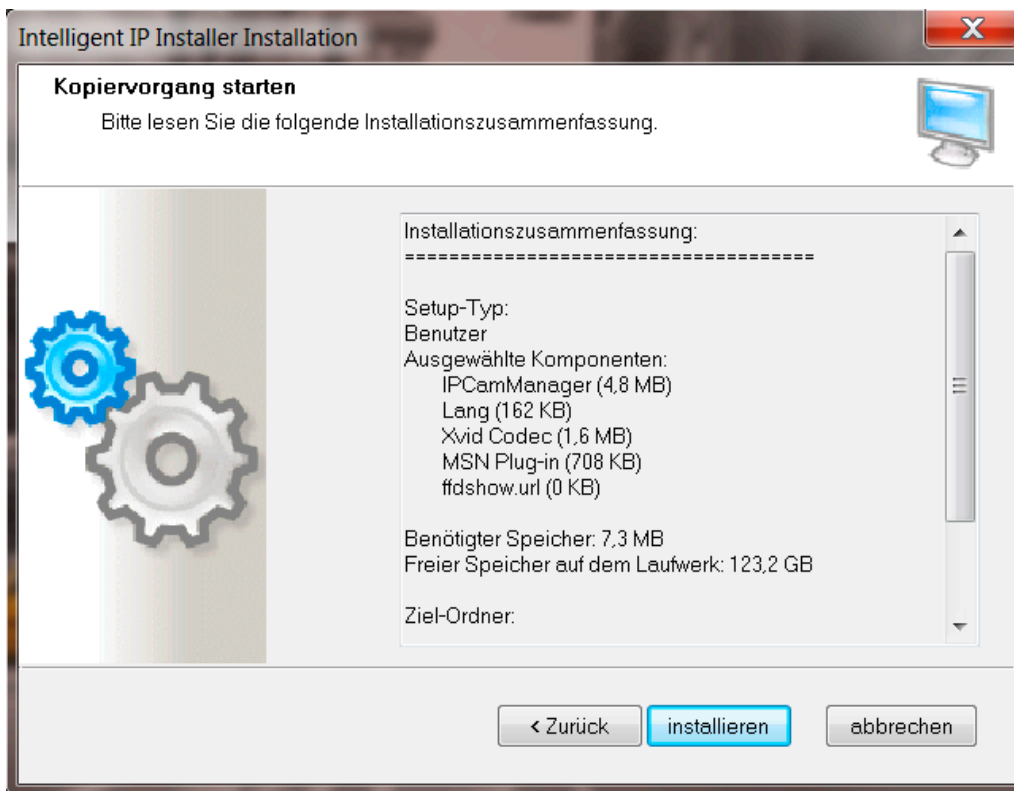 Intelligent IP Installer Installation
X
Kopiervorgang starten
Bitte lesen Sie die folgende Installationszusammenfassung.
Installationszusammenfassung:
=====================================
Setup-Typ:
Benutzer
Ausgewählte Komponenten:
IPCamManager (4,8 MB)
Lang (162 KB)
Xvid Codec (1,6 MB)
MSN Plug-in (708 KB)
ffdshow.url (0 KB)
Benötigter Speicher: 7,3 MB
Freier Speicher auf dem Laufwerk: 123,2 GB
Ziel-Ordner:
< Zurück
installieren
abbrechen